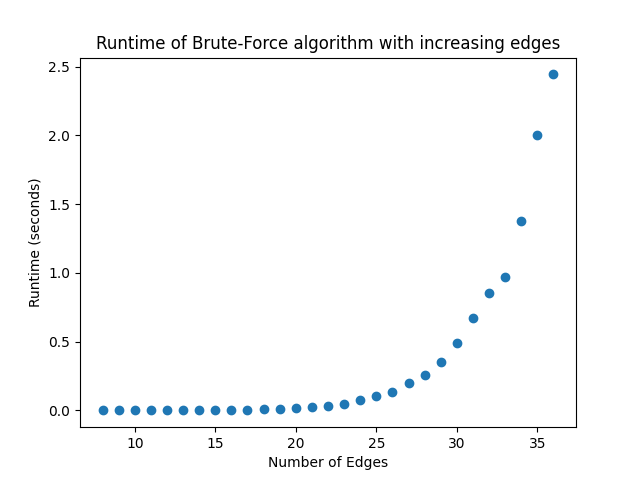 Runtime of Brute-Force algorithm with increasing edges
2.5
2.0
1.5
1.0
0.5
0.0
Runtime (seconds)
10 15 20 25 30 35
Number of Edges